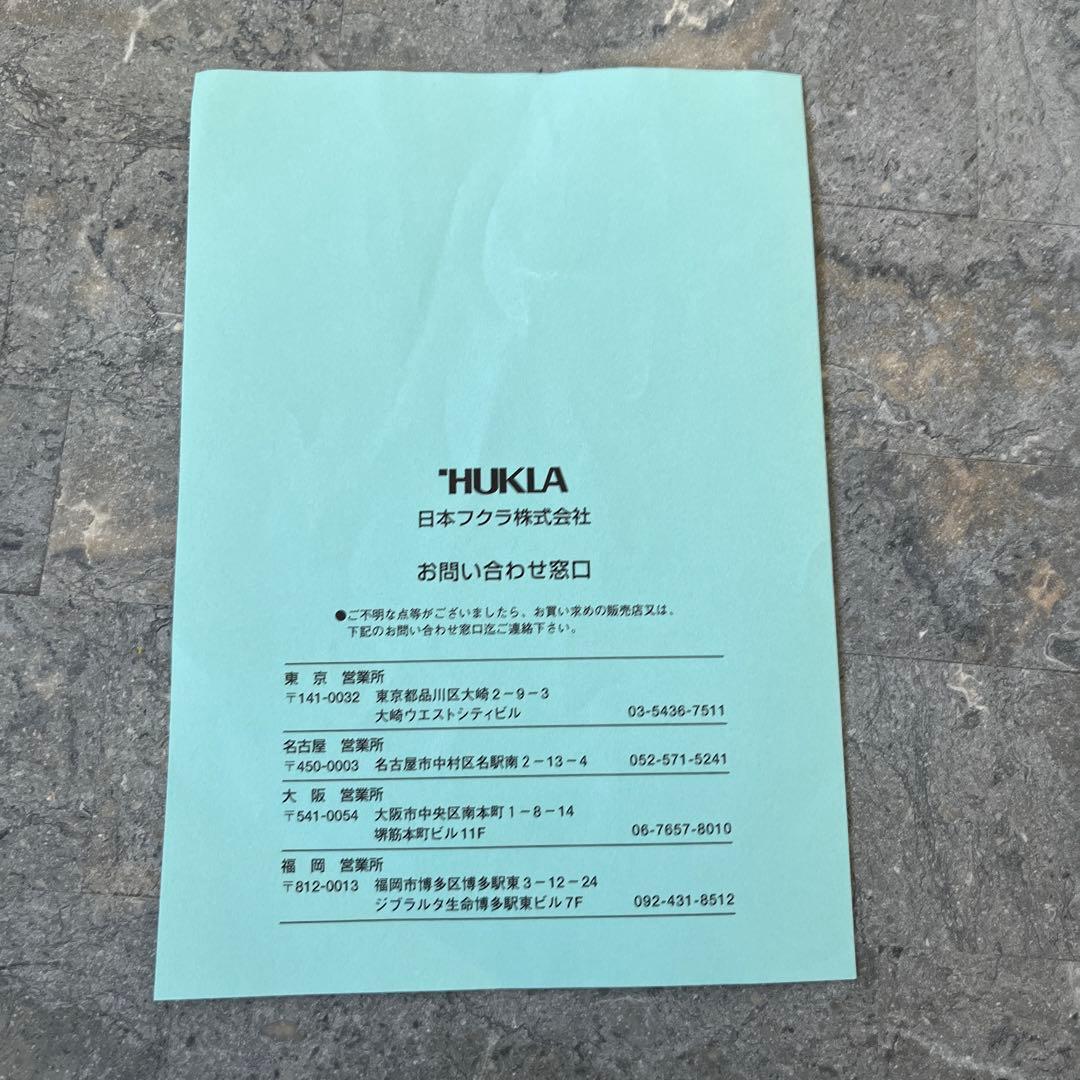 HUKLA
日本フクラ株式会社
お問い合わせ窓口
●ご不明な点等がございましたら、お買い求めの販売店又は、
下記のお問い合わせ窓口迄ご連絡下さい。
東 京 営業所
〒141-0032 東京都品川区大崎2-9-3
大崎ウエストシティビル 03-5436-7511
名古屋 営業所
〒450-0003 名古屋市中村区名駅南2-13-4 052-571-5241
大 阪 営業所
〒541-0054 大阪市中央区南本町1-8-14
堺筋本町ビル11F 06-7657-8010
福 岡 営業所
〒812-0013 福岡市博多区博多駅東3-12-24
ジブラルタ生命博多駅東ビル7F 092-431-8512